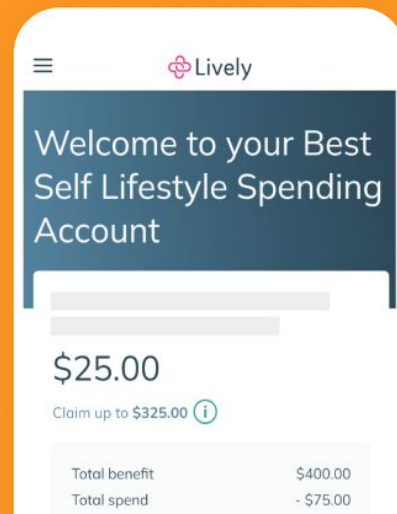 Lively
Welcome to your Best
Self Lifestyle Spending
Account
$25.00
Claim up to $325.00 i
Total benefit $400.00
Total spend - $75.00